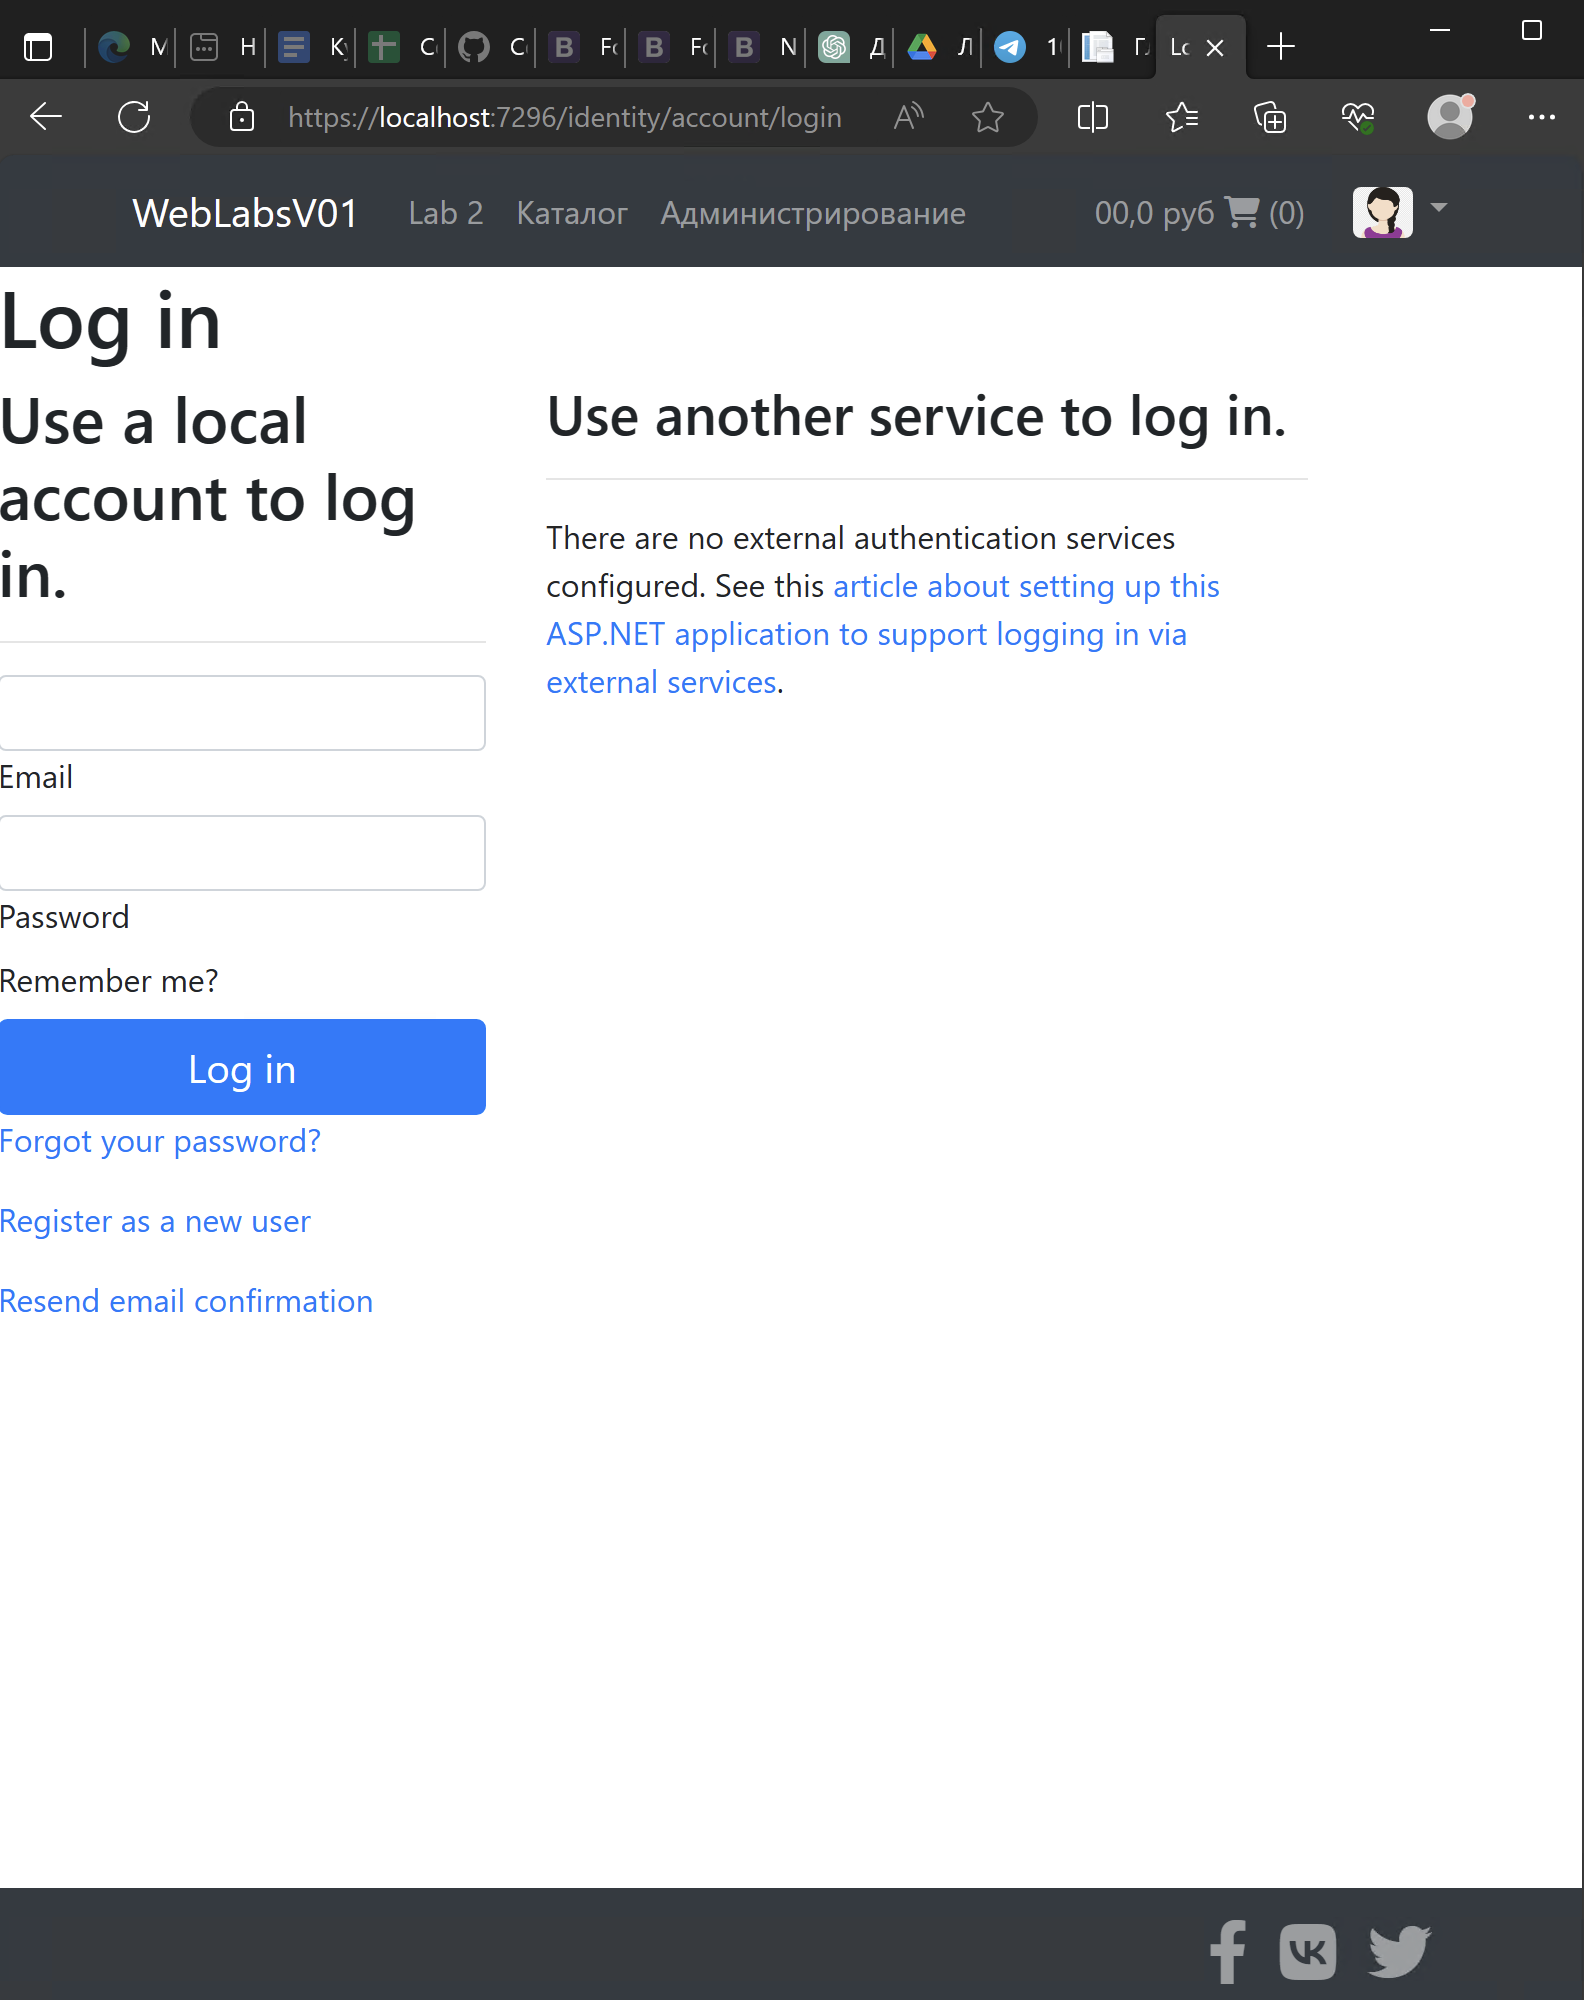 M
H
https://localhost:7296/identity/account/login
WebLabsV01 Lab 2 Каталог Администрирование 00,0 руб (0)
Log in
Use a local
account to log
in.
Email
Password
Remember me?
Log in
Forgot your password?
Register as a new user
Resend email confirmation
Use another service to log in.
There are no external authentication services
configured. See this article about setting up this
ASP.NET application to support logging in via
external services.